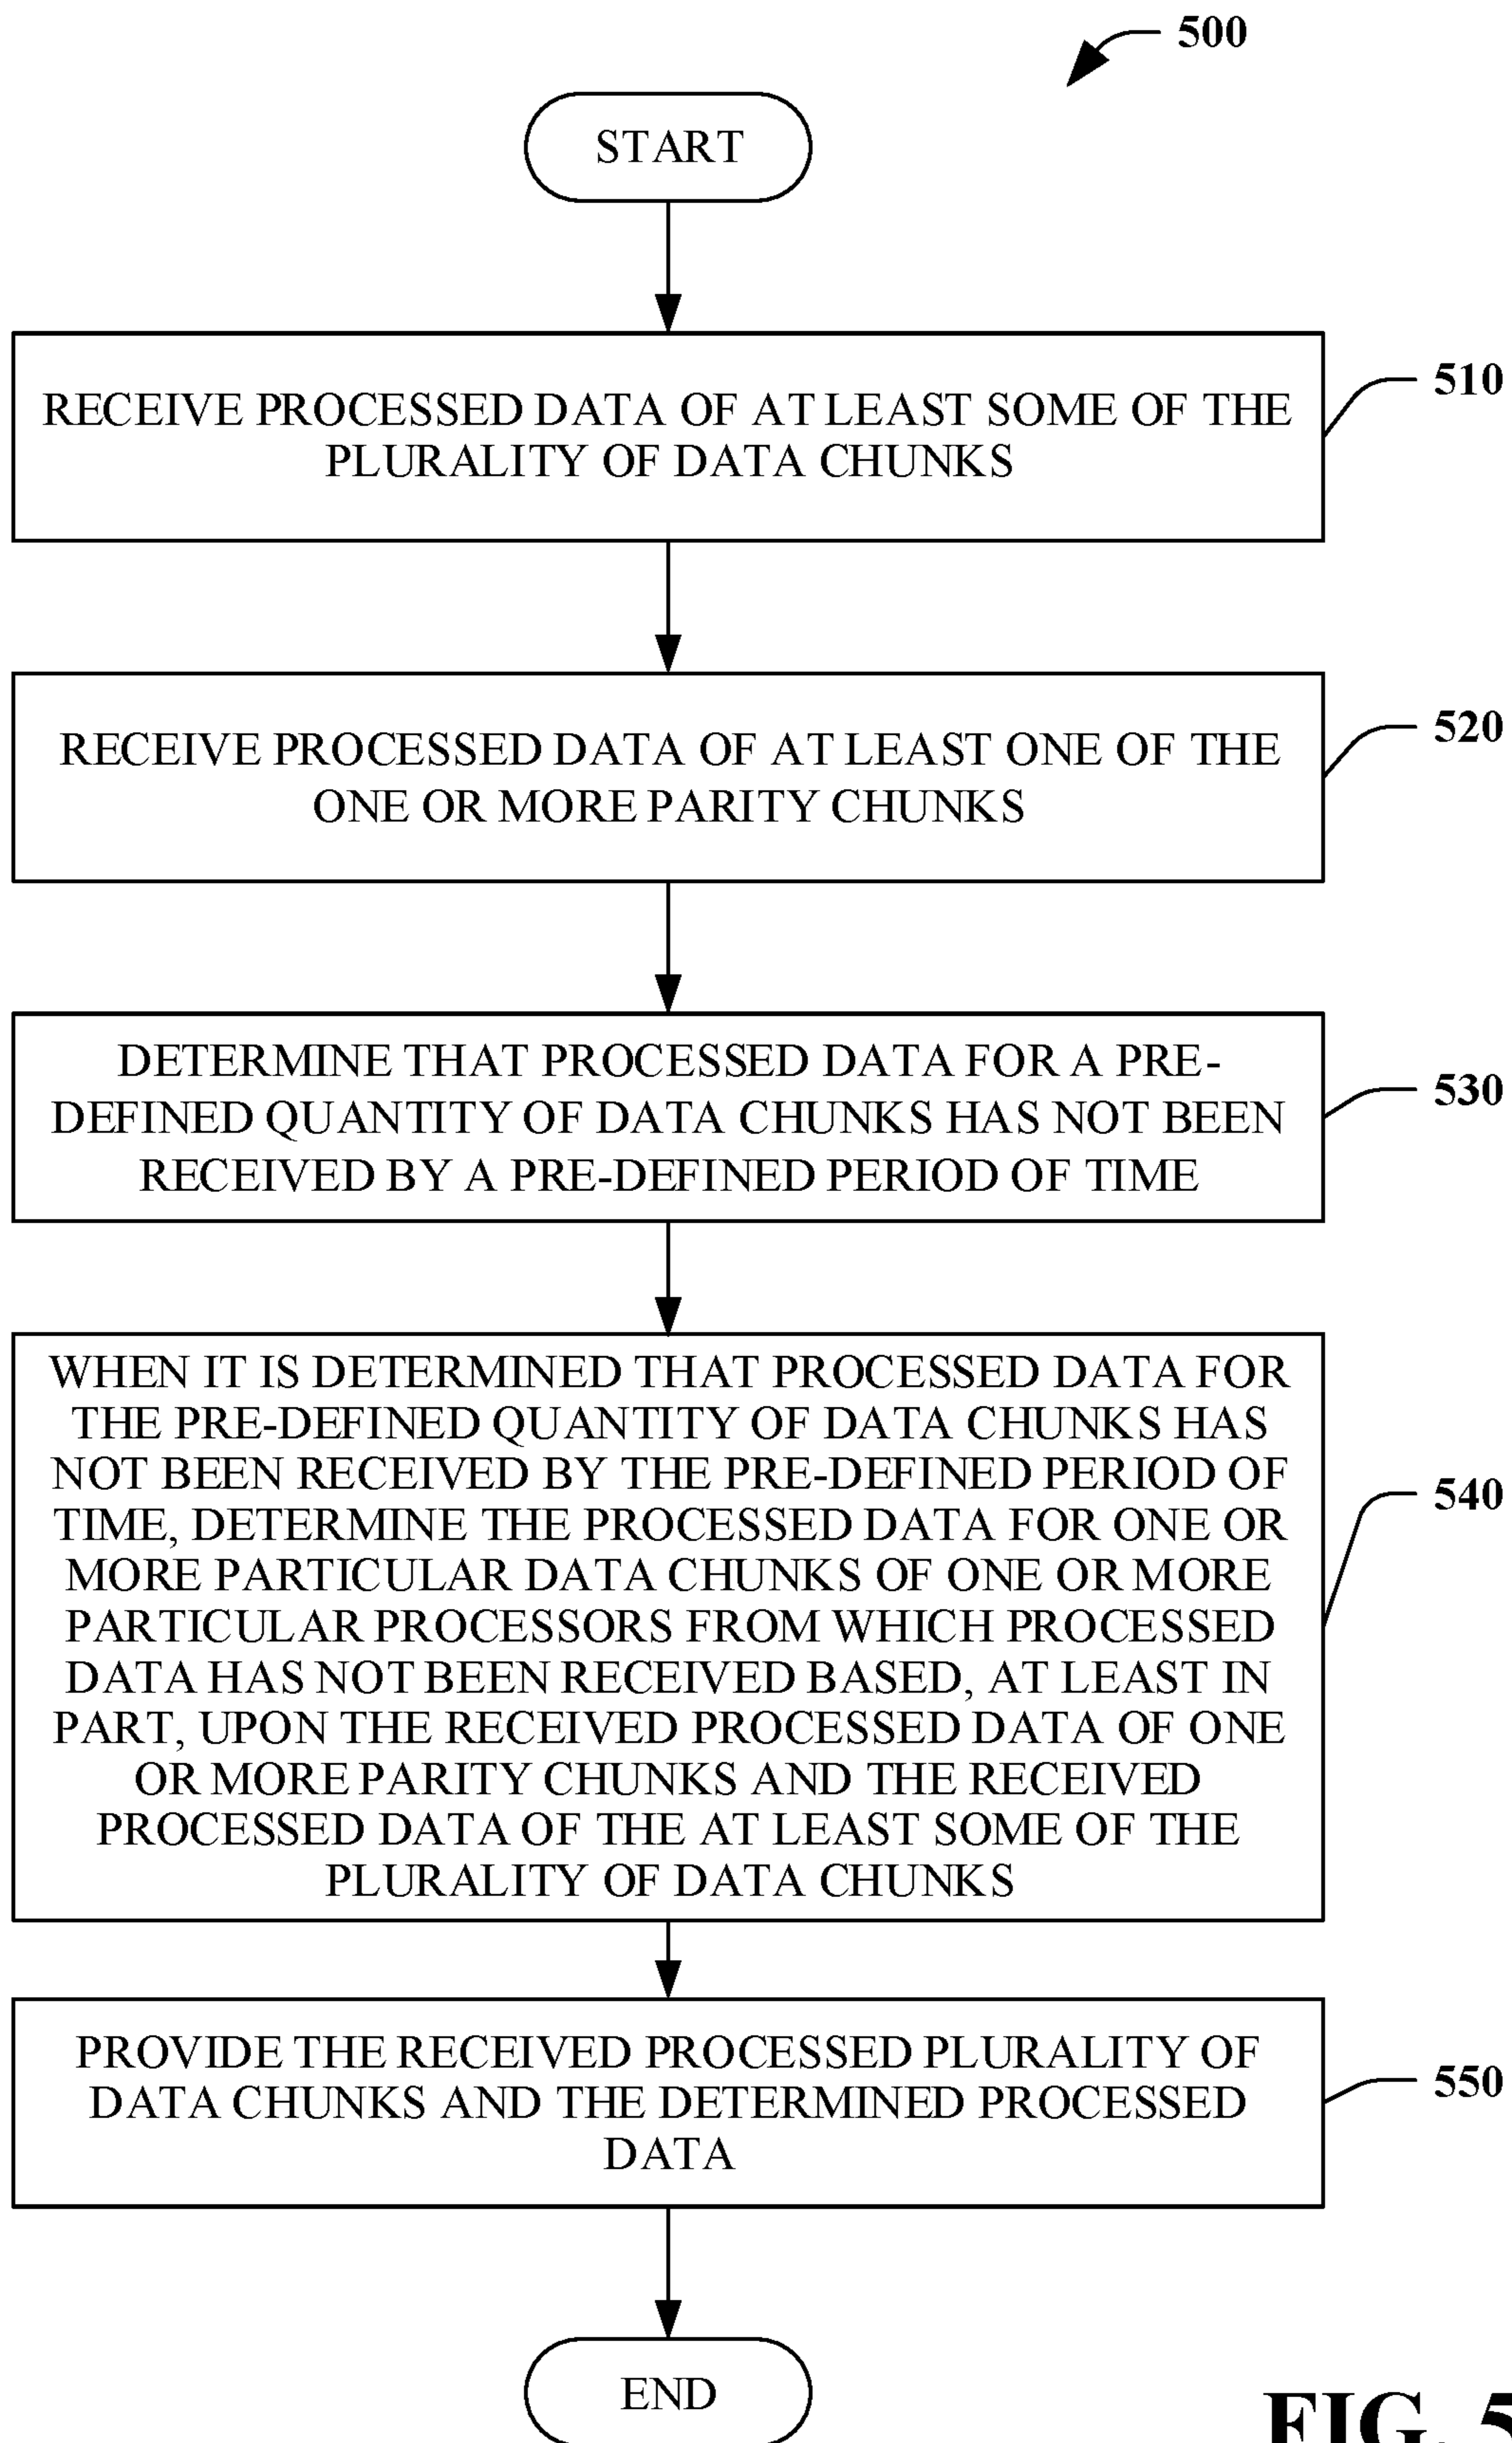 500
START
RECEIVE PROCESSED DATA OF AT LEAST SOME OF THE
PLURALITY OF DATA CHUNKS
510
RECEIVE PROCESSED DATA OF AT LEAST ONE OF THE
ONE OR MORE PARITY CHUNKS
520
DETERMINE THAT PROCESSED DATA FOR A PRE-
DEFINED QUANTITY OF DATA CHUNKS HAS NOT BEEN
RECEIVED BY A PRE-DEFINED PERIOD OF TIME
530
WHEN IT IS DETERMINED THAT PROCESSED DATA FOR
THE PRE-DEFINED QUANTITY OF DATA CHUNKS HAS
NOT BEEN RECEIVED BY THE PRE-DEFINED PERIOD OF
TIME, DETERMINE THE PROCESSED DATA FOR ONE OR
MORE PARTICULAR DATA CHUNKS OF ONE OR MORE
PARTICULAR PROCESSORS FROM WHICH PROCESSED
DATA HAS NOT BEEN RECEIVED BASED, AT LEAST IN
PART, UPON THE RECEIVED PROCESSED DATA OF ONE
OR MORE PARITY CHUNKS AND THE RECEIVED
PROCESSED DATA OF THE AT LEAST SOME OF THE
PLURALITY OF DATA CHUNKS
540
PROVIDE THE RECEIVED PROCESSED PLURALITY OF
DATA CHUNKS AND THE DETERMINED PROCESSED
DATA
550
END
FIG. 5